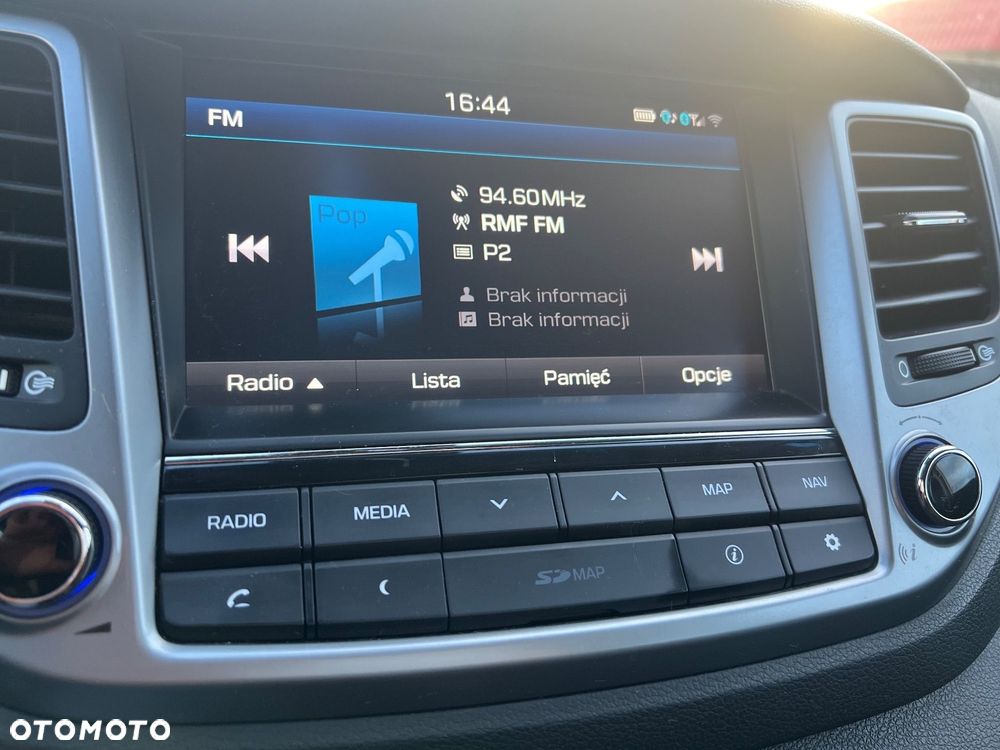 16:44
FM
94.60MHz
Pop
RMF FM
P2
Brak informacji
Brak informacji
Radio ▲ Lista Pamięć Opcje
RADIO MEDIA MAP NAV
SD MAP
OTOMOTO